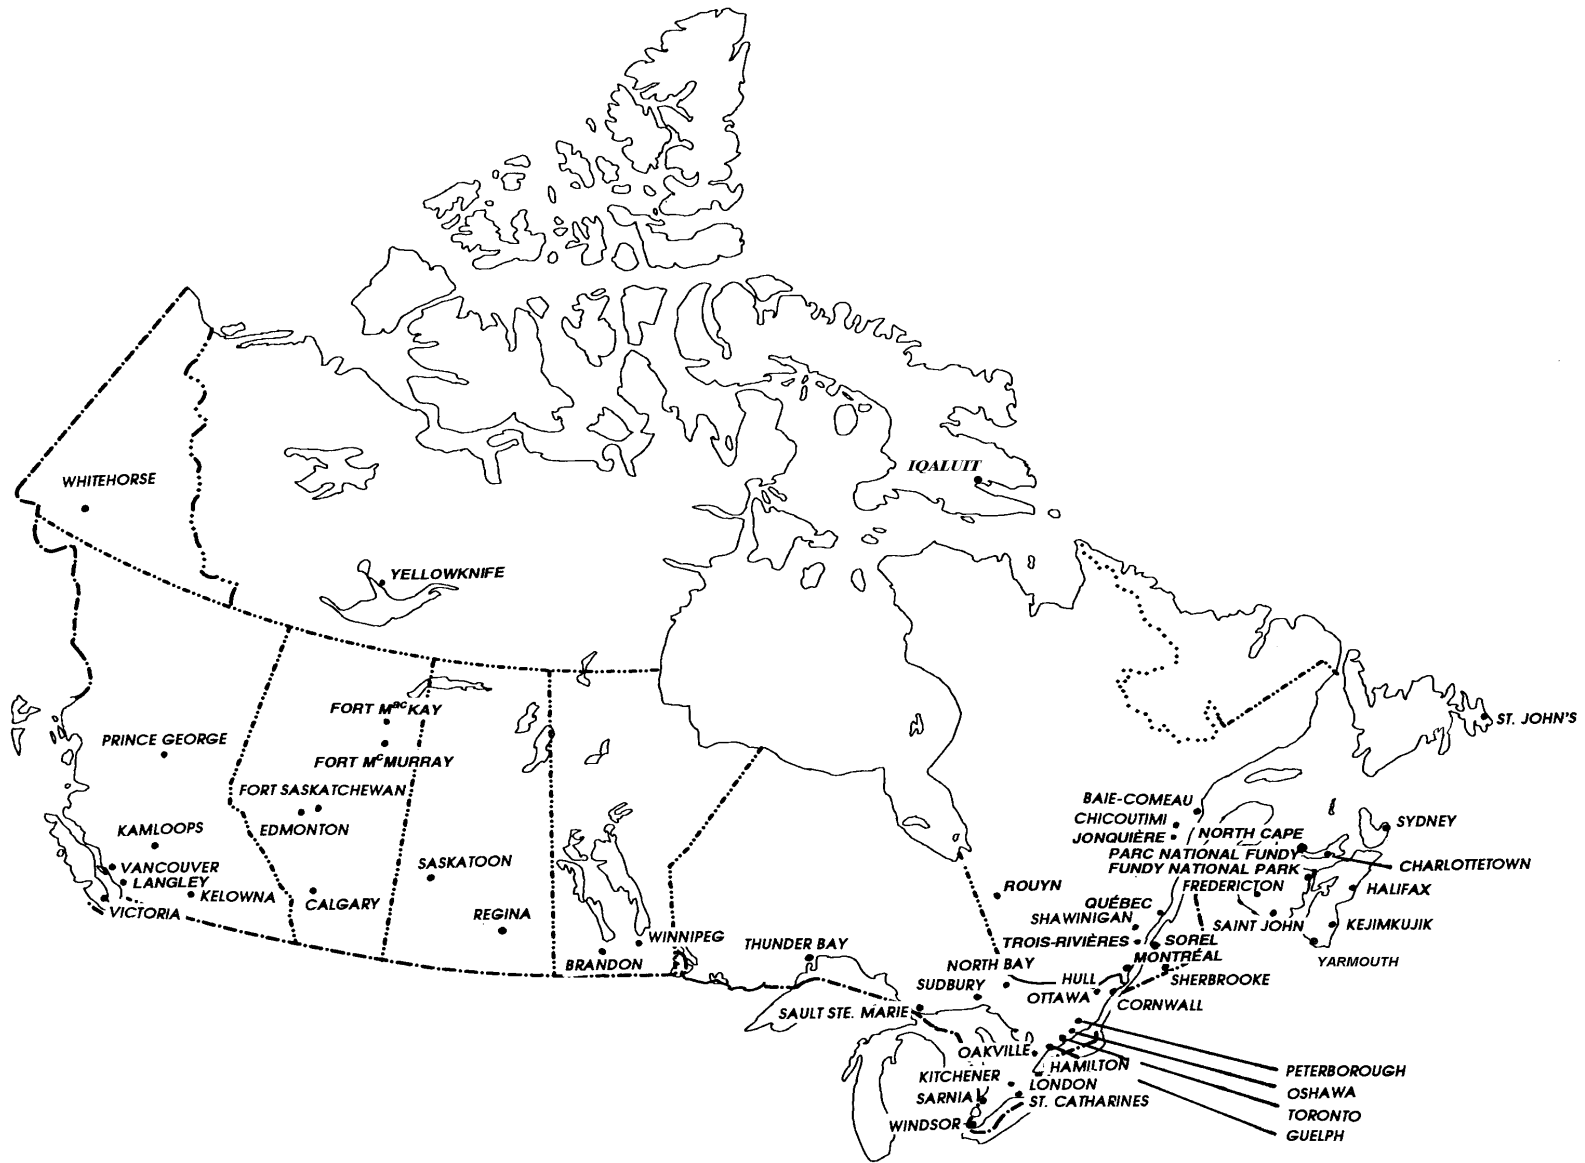 IQALUIT
WHITEHORSE
YELLOWKNIFE
FORT MacKAY
ST. JOHN'S
PRINCE GEORGE
FORT McMURRAY
FORT SASKATCHEWAN
BAIE-COMEAU
CHICOUTIMI
SYDNEY
KAMLOOPS
EDMONTON
JONQUIÈRE
NORTH CAPE
PARC NATIONAL FUNDY
VANCOUVER
SASKATOON
FUNDY NATIONAL PARK
CHARLOTTETOWN
LANGLEY
ROUYN
FREDERICTON
HALIFAX
KELOWNA
CALGARY
QUÉBEC
VICTORIA
REGINA
SHAWINIGAN
SAINT JOHN
KEJIMKUJIK
WINNIPEG
THUNDER BAY
TROIS-RIVIÈRES
SOREL
MONTRÉAL
YARMOUTH
BRANDON
NORTH BAY
HULL
SHERBROOKE
SUDBURY
OTTAWA
CORNWALL
SAULT STE. MARIE
OAKVILLE
HAMILTON
PETERBOROUGH
KITCHENER
LONDON
OSHAWA
SARNIA
ST. CATHARINES
TORONTO
WINDSOR
GUELPH